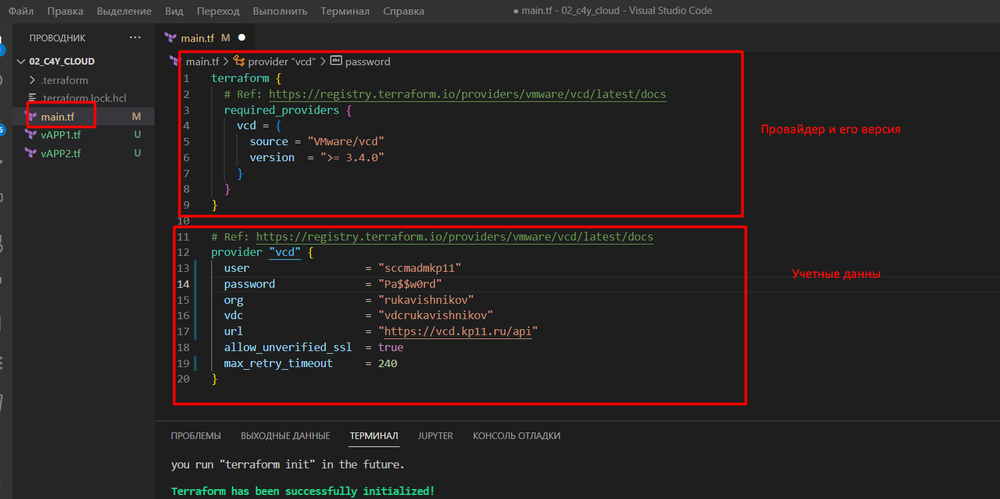 Файл Правка Выделение Вид Переход Выполнить Терминал Справка ● main.tf - 02_c4y_cloud - Visual Studio Code
ПРОВОДНИК ···
main.tf M ●
02_C4Y_CLOUD
main.tf > provider "vcd" > password
.terraform
.terraform.lock.hcl
main.tf M
vAPP1.tf U
vAPP2.tf U
1 terraform {
2 # Ref: https://registry.terraform.io/providers/vmware/vcd/latest/docs
3 required_providers {
4 vcd = {
5 source = "VMware/vcd"
6 version = ">= 3.4.0"
7 }
8 }
9 }
10
Провайдер и его версия
11 # Ref: https://registry.terraform.io/providers/vmware/vcd/latest/docs
12 provider "vcd" {
13 user = "sccmadmkp11"
14 password = "Pa$$w0rd"
15 org = "rukavishnikov"
16 vdc = "vdcrukavishnikov"
17 url = "https://vcd.kp11.ru/api"
18 allow_unverified_ssl = true
19 max_retry_timeout = 240
20 }
Учетные данны
ПРОБЛЕМЫ ВЫХОДНЫЕ ДАННЫЕ ТЕРМИНАЛ JUPYTER КОНСОЛЬ ОТЛАДКИ
you run "terraform init" in the future.
Terraform has been successfully initialized!